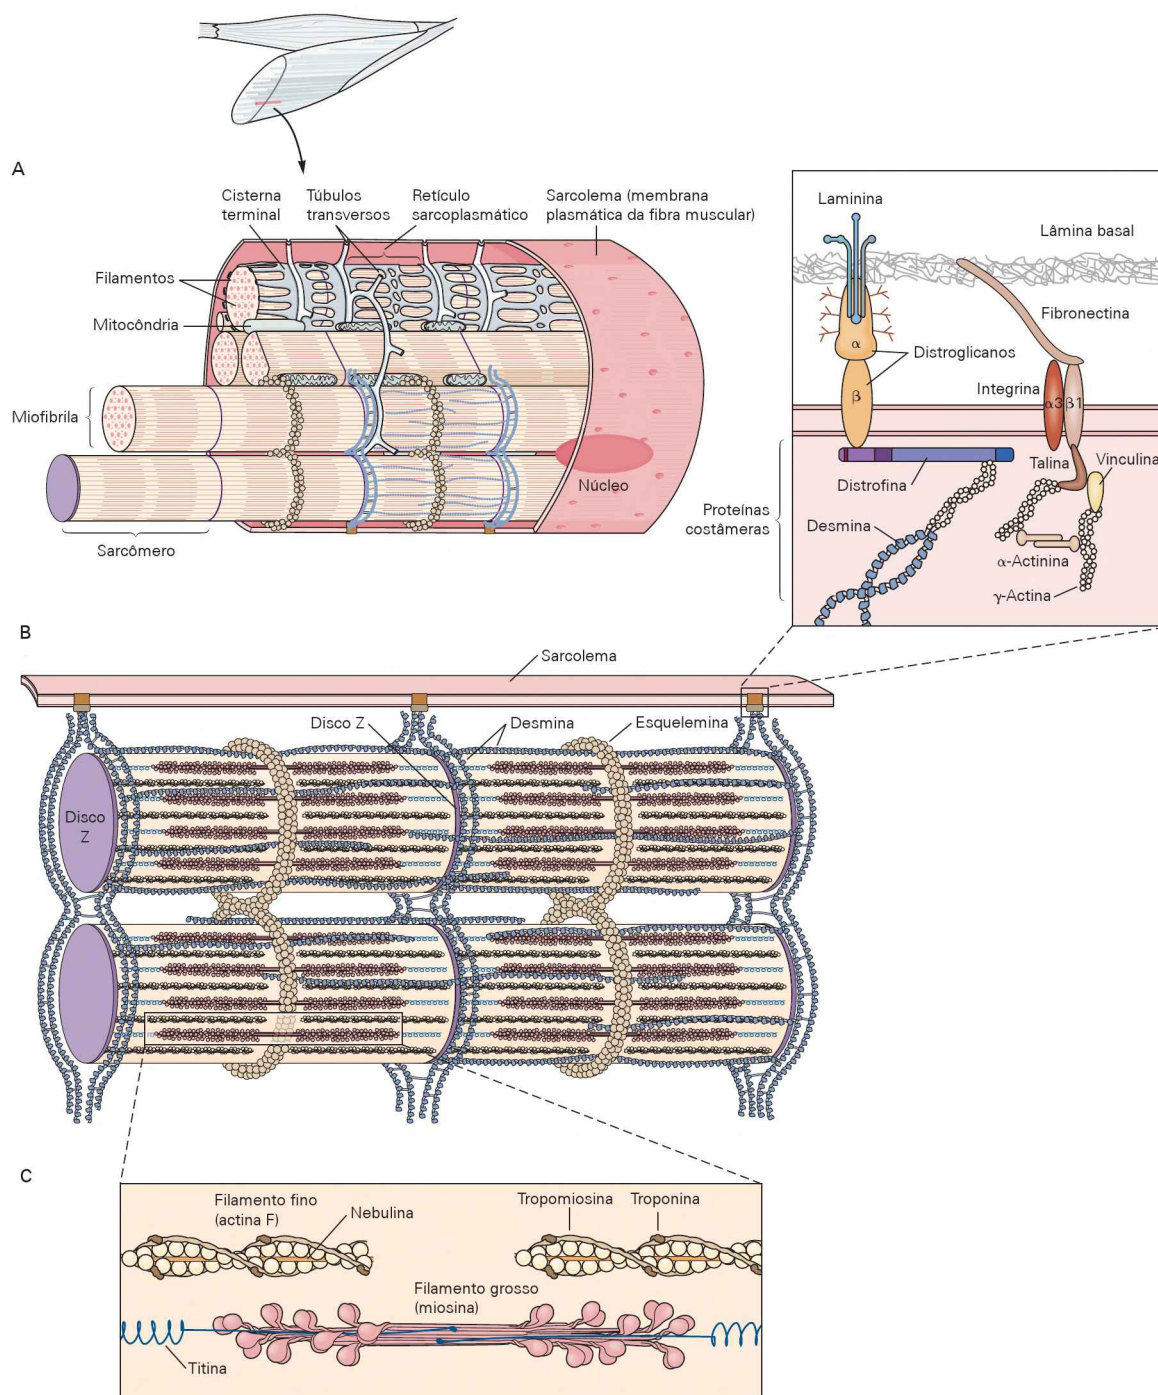 A
Cisterna
terminal
Túbulos
transversos
Retículo
sarcoplasmático
Sarcolema (membrana
plasmática da fibra muscular)
Filamentos
Mitocôndria
Miofibrila
Sarcômero
Núcleo
Laminina
Lâmina basal
Fibronectina
α
Distroglicanos
β
Integrina
α3
β1
Proteínas
costâmeras
Distrofina
Talina
Vinculina
Desmina
α-Actinina
γ-Actina
B
Sarcolema
Disco Z
Desmina
Esquelemina
Disco
Z
C
Filamento fino
(actina F)
Nebulina
Tropomiosina
Troponina
Filamento grosso
(miosina)
Titina